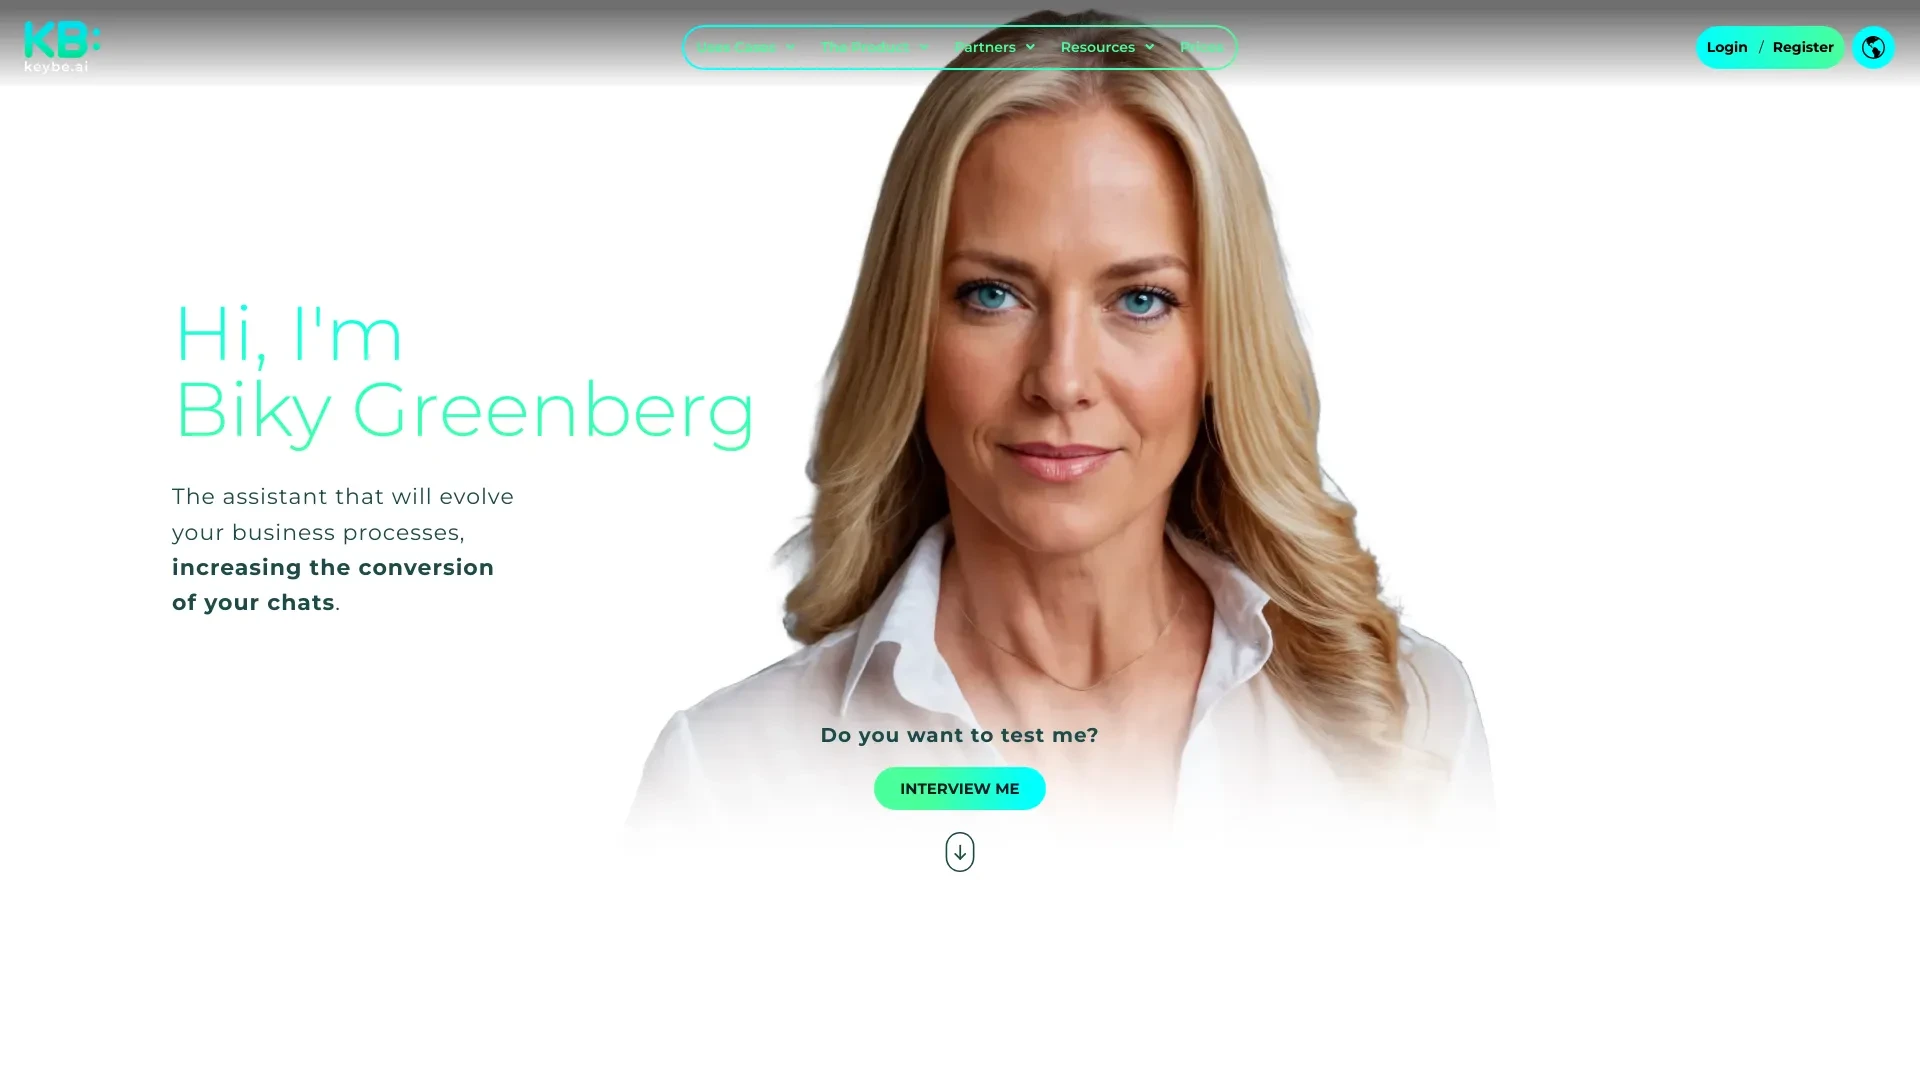 KB:
keybe.ai
Uses Cases The Product Partners Resources Prices
Login / Register
Hi, I'm
Biky Greenberg
The assistant that will evolve
your business processes,
increasing the conversion
of your chats.
Do you want to test me?
INTERVIEW ME